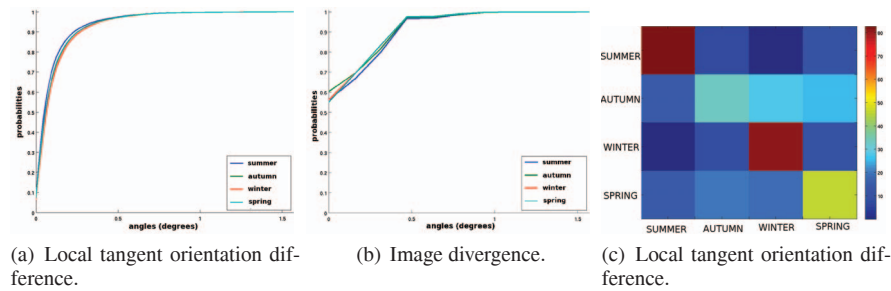 1
0.9
0.8
0.7
0.6
0.5
0.4
0.3
0.2
0.1
0
probabilities
summer
autumn
winter
spring
0 0.5 1 1.5
angles (degrees)
1
0.9
0.8
0.7
0.6
0.5
0.4
0.3
0.2
0.1
0
probabilities
summer
autumn
winter
spring
0 0.5 1 1.5
angles (degrees)
SUMMER
AUTUMN
WINTER
SPRING
SUMMER AUTUMN WINTER SPRING
80
70
60
50
40
30
20
10
(a) Local tangent orientation dif-
ference.
(b) Image divergence.
(c) Local tangent orientation dif-
ference.